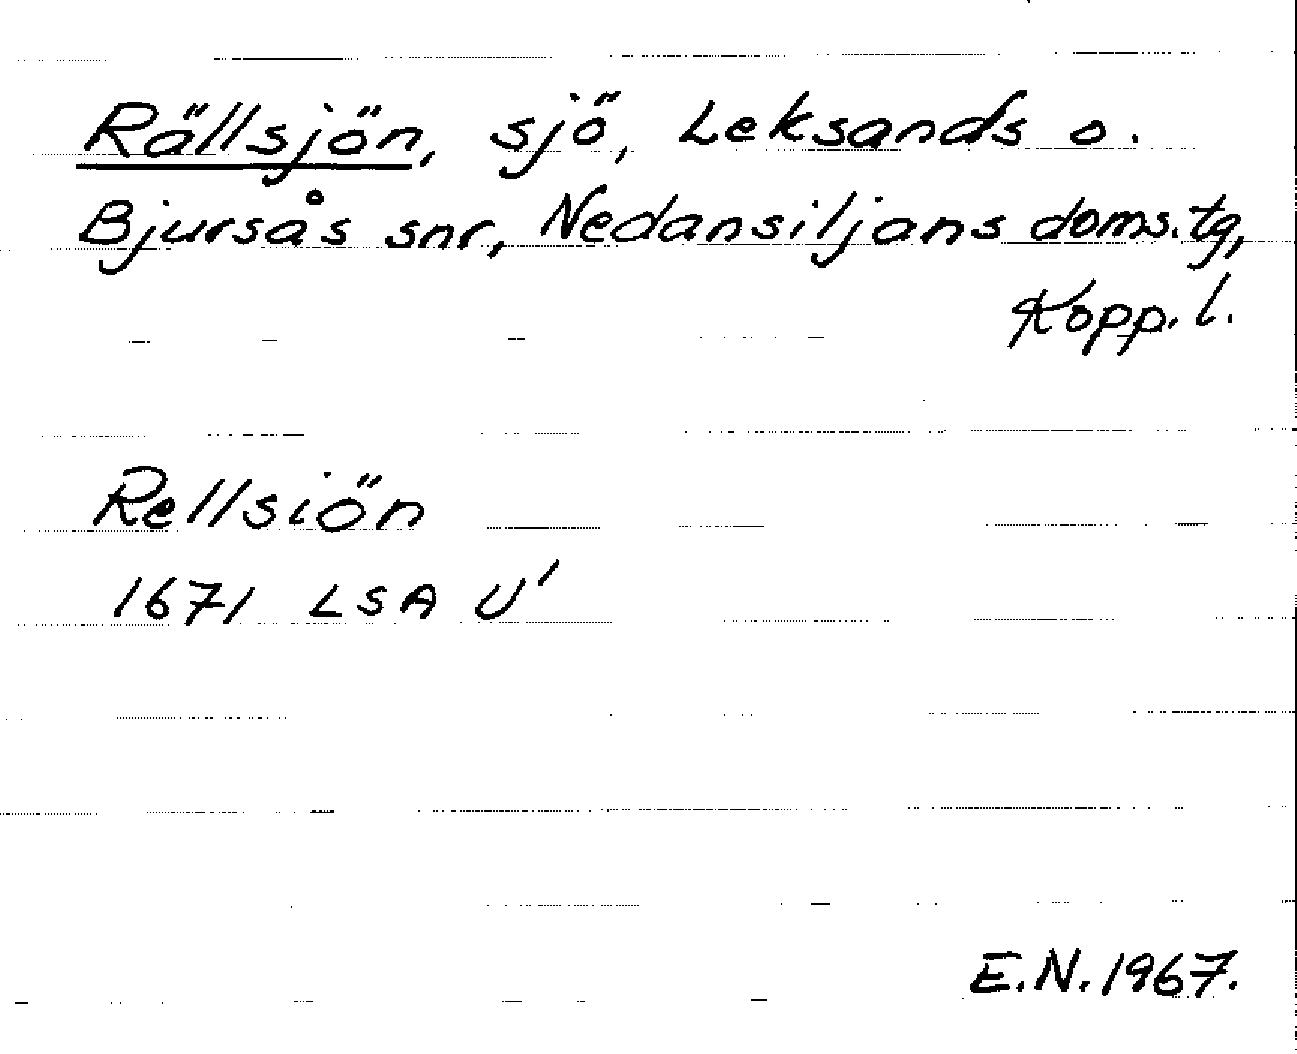 Rällsjön, sjö, Leksands o.
Bjursås snr, Nedansiljans doms.tg,
Kopp. l.
Rellsiön
1671 LSA U'
E.N. 1967.